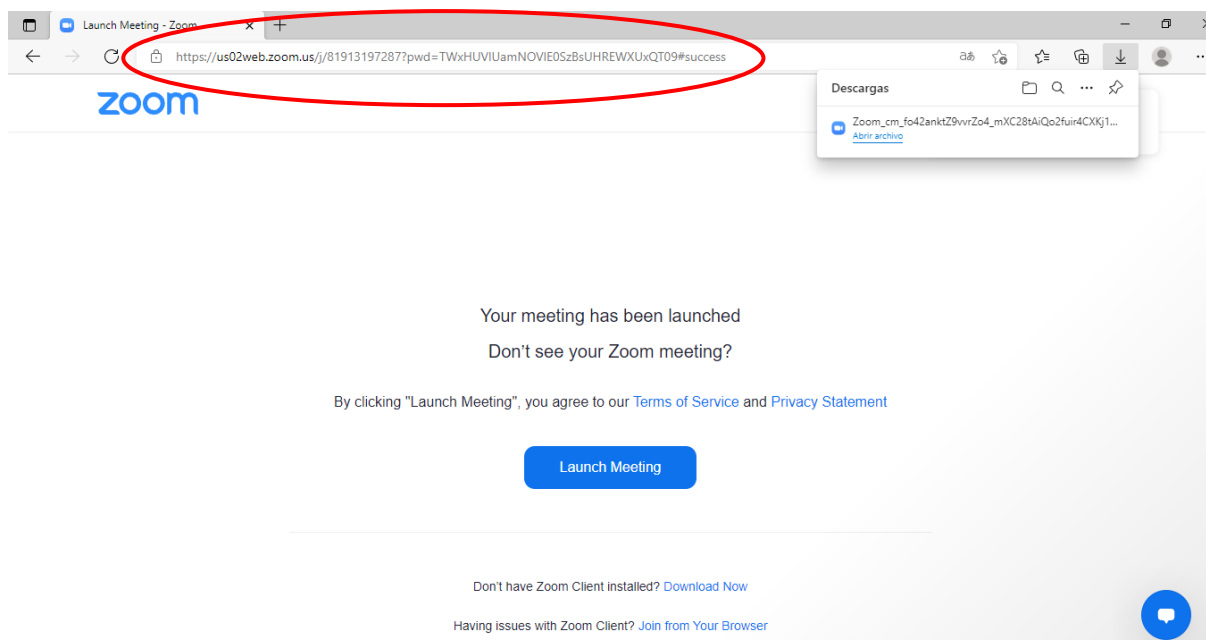 Launch Meeting - Zoom
https://us02web.zoom.us/j/81913197287?pwd=TWxHUVlUamNOVlE0SzBsUHREWXUxQT09#success
aあ
zoom
Descargas
Zoom_cm_fo42anktZ9vvrZo4_mXC28tAiQo2fuir4CXKj1...
Abrir archivo
Your meeting has been launched
Don't see your Zoom meeting?
By clicking "Launch Meeting", you agree to our Terms of Service and Privacy Statement
Launch Meeting
Don't have Zoom Client installed? Download Now
Having issues with Zoom Client? Join from Your Browser